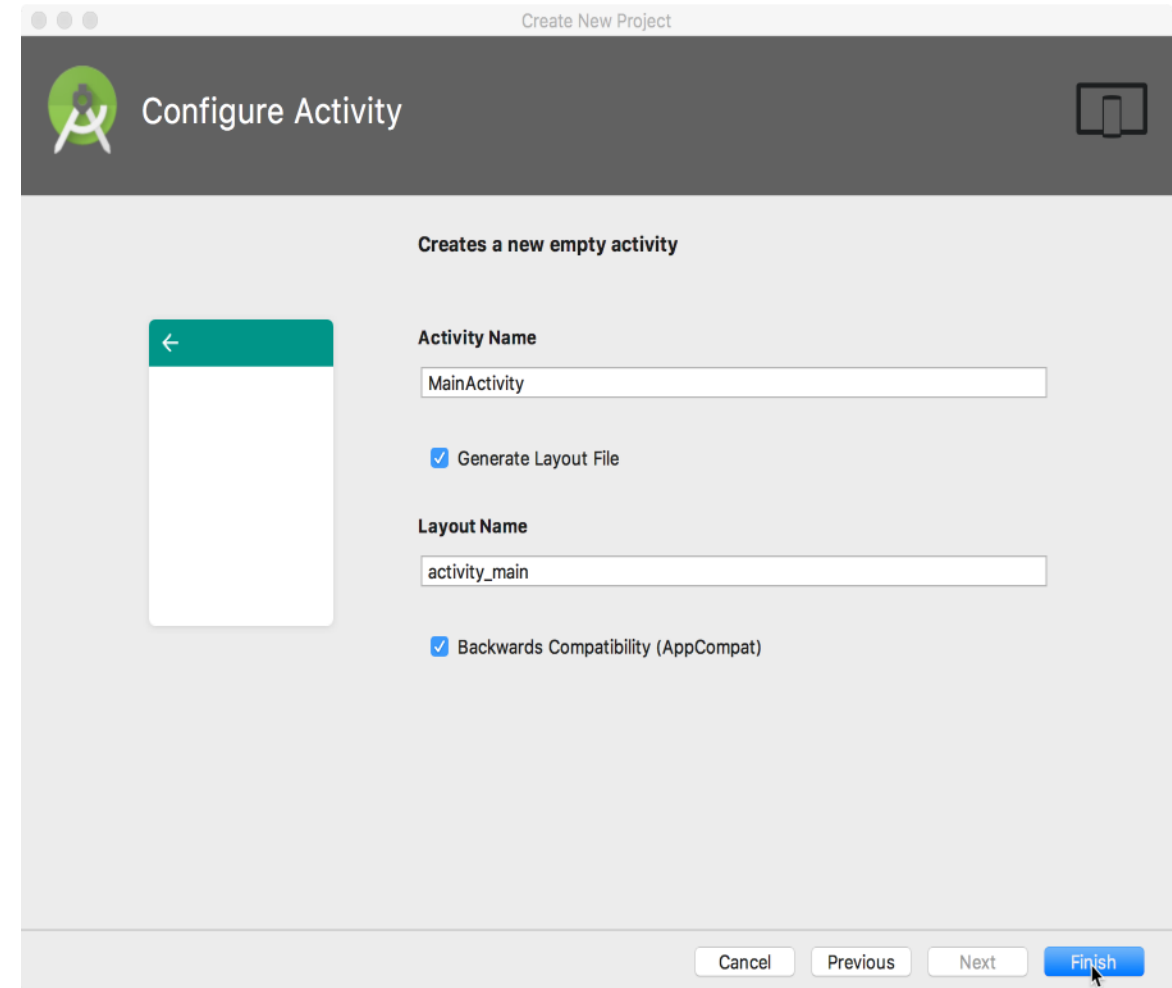 Create New Project
Configure Activity
Creates a new empty activity
Activity Name
MainActivity
Generate Layout File
Layout Name
activity_main
Backwards Compatibility (AppCompat)
Cancel Previous Next Finish